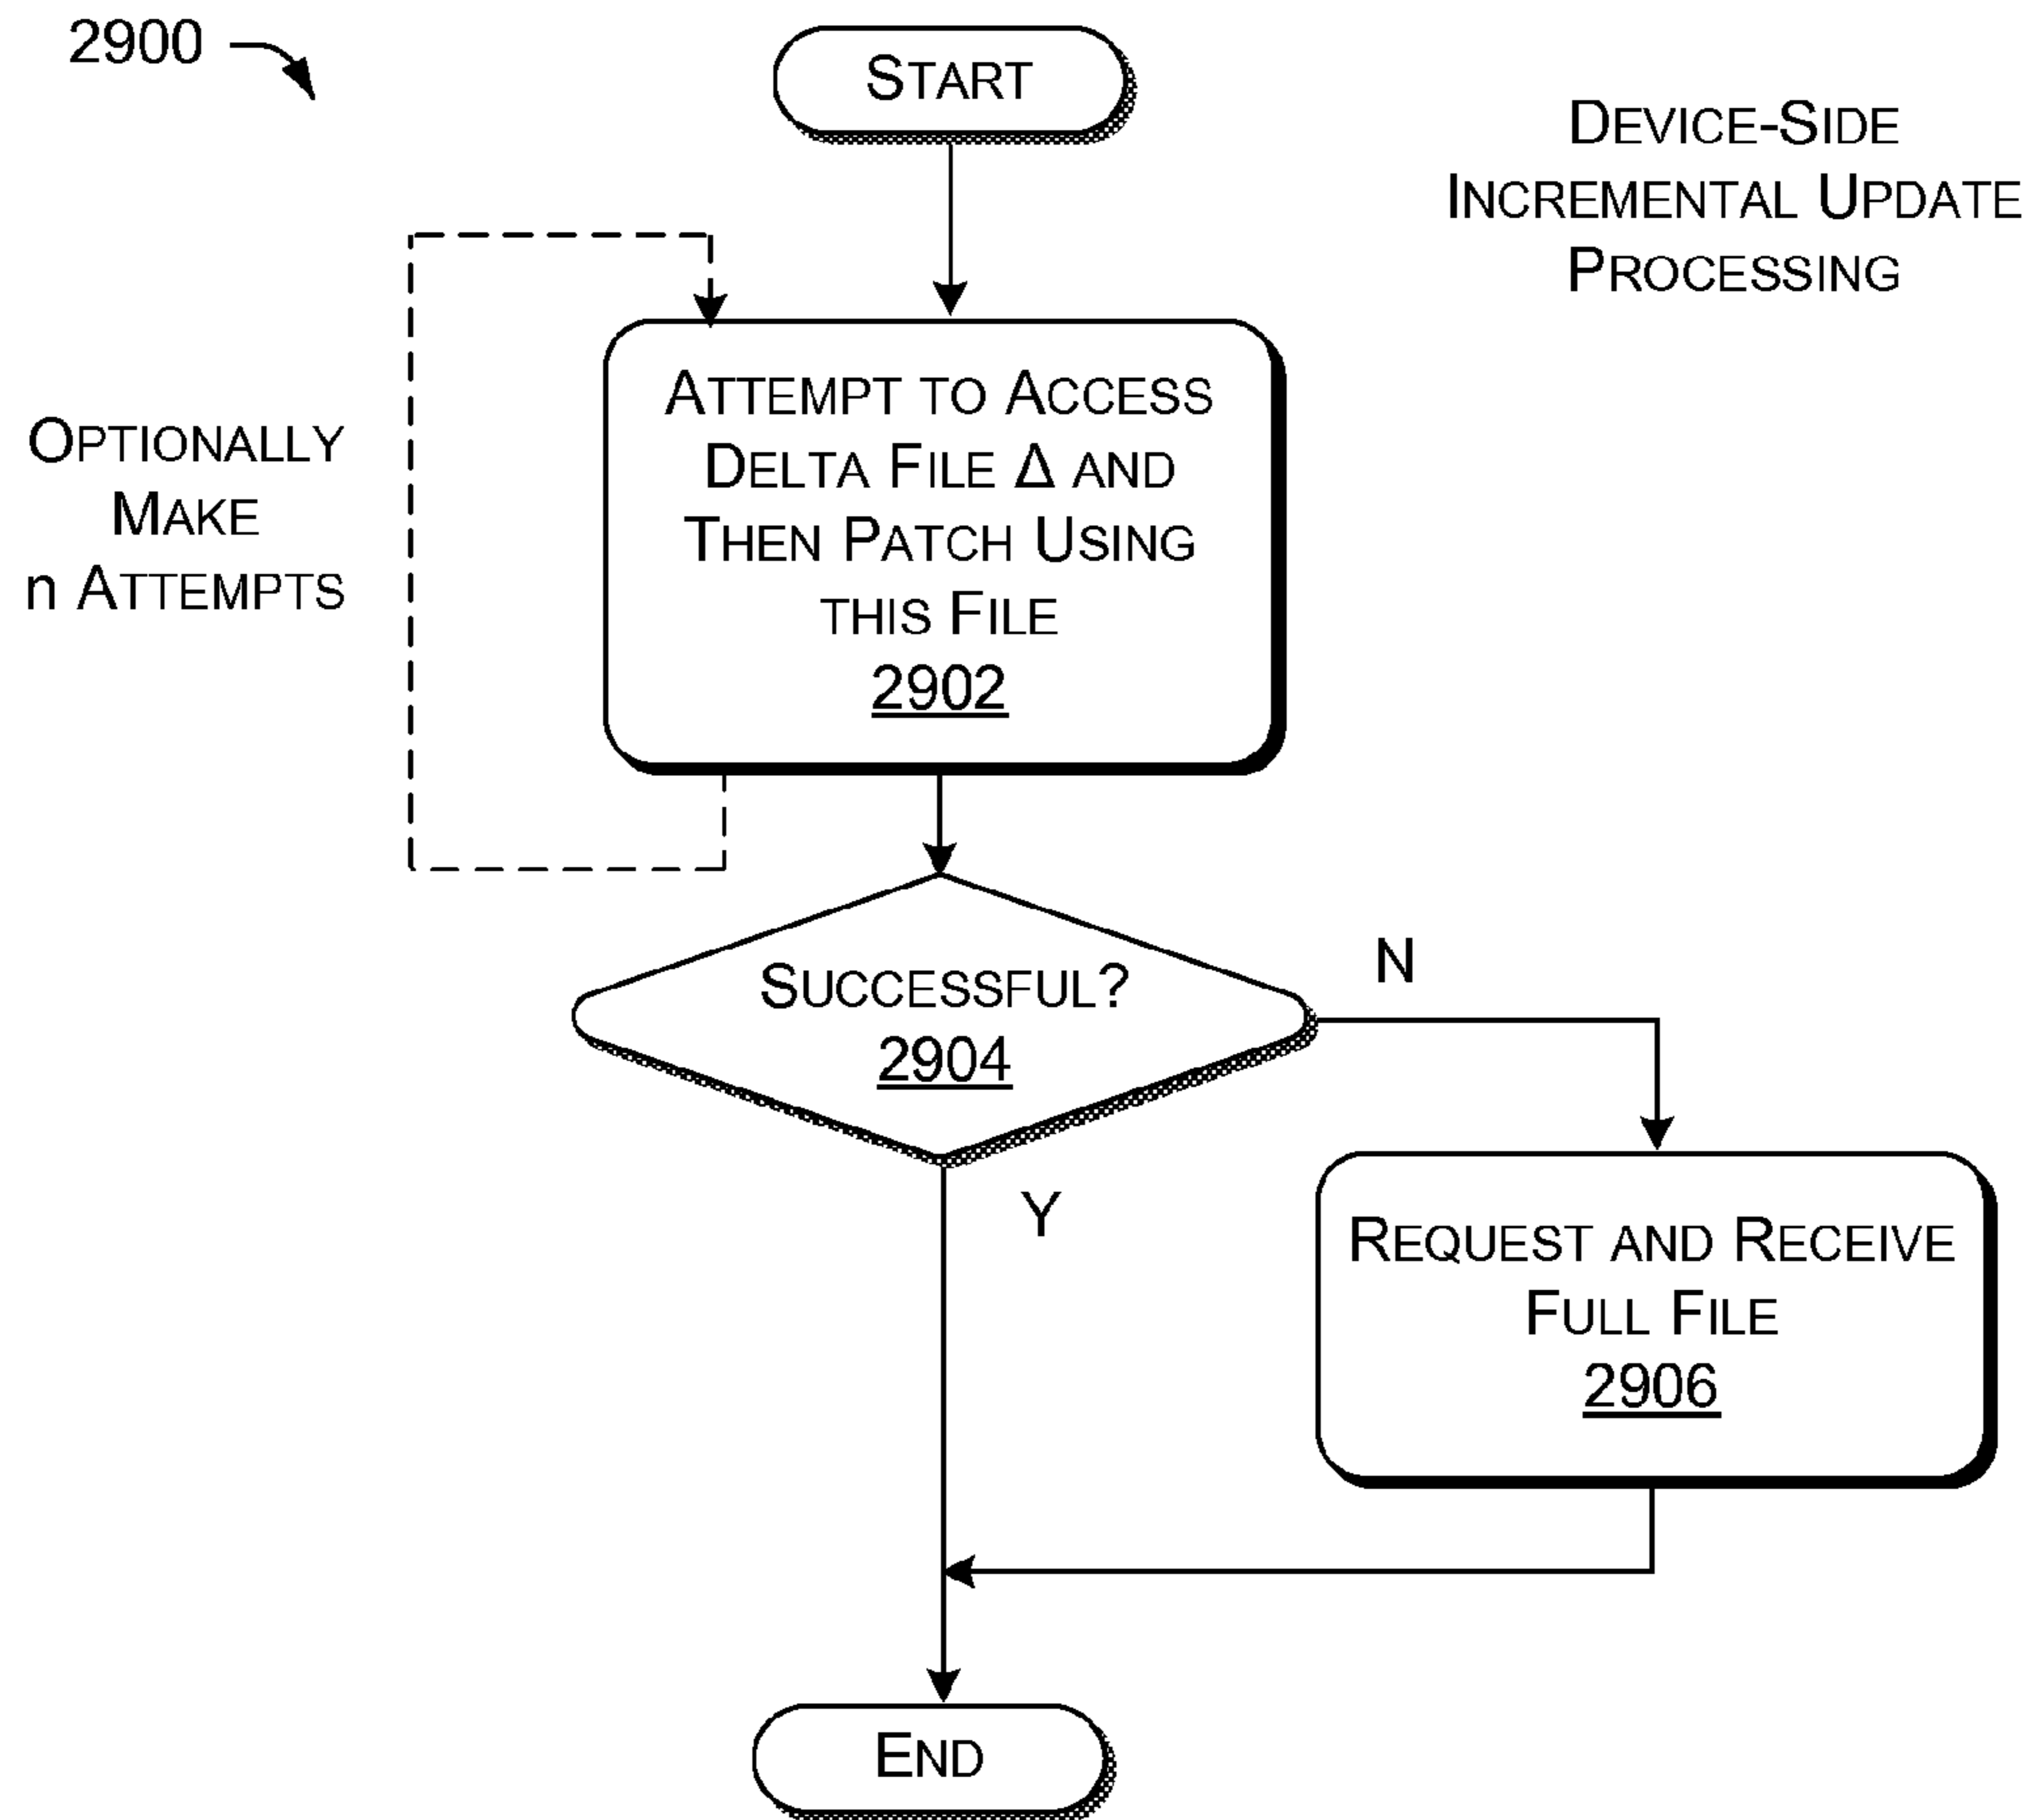 2900
START
DEVICE-SIDE
INCREMENTAL UPDATE
PROCESSING
ATTEMPT TO ACCESS
DELTA FILE Δ AND
THEN PATCH USING
THIS FILE
2902
OPTIONALLY
MAKE
n ATTEMPTS
SUCCESSFUL?
2904
N
Y
REQUEST AND RECEIVE
FULL FILE
2906
END